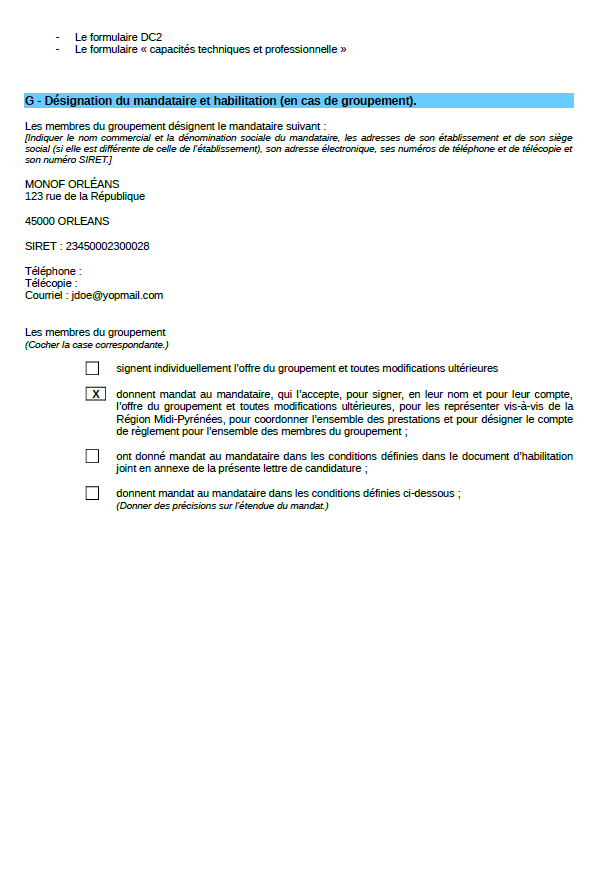 - Le formulaire DC2
- Le formulaire « capacités techniques et professionnelle »
G - Désignation du mandataire et habilitation (en cas de groupement).
Les membres du groupement désignent le mandataire suivant :
[Indiquer le nom commercial et la dénomination sociale du mandataire, les adresses de son établissement et de son siège
social (si elle est différente de celle de l'établissement), son adresse électronique, ses numéros de téléphone et de télécopie et
son numéro SIRET.]
MONOF ORLÉANS
123 rue de la République
45000 ORLEANS
SIRET : 23450002300028
Téléphone :
Télécopie :
Courriel : jdoe@yopmail.com
Les membres du groupement
(Cocher la case correspondante.)
signent individuellement l'offre du groupement et toutes modifications ultérieures
X donnent mandat au mandataire, qui l'accepte, pour signer, en leur nom et pour leur compte,
l'offre du groupement et toutes modifications ultérieures, pour les représenter vis-à-vis de la
Région Midi-Pyrénées, pour coordonner l'ensemble des prestations et pour désigner le compte
de règlement pour l'ensemble des membres du groupement ;
ont donné mandat au mandataire dans les conditions définies dans le document d'habilitation
joint en annexe de la présente lettre de candidature ;
donnent mandat au mandataire dans les conditions définies ci-dessous ;
(Donner des précisions sur l'étendue du mandat.)